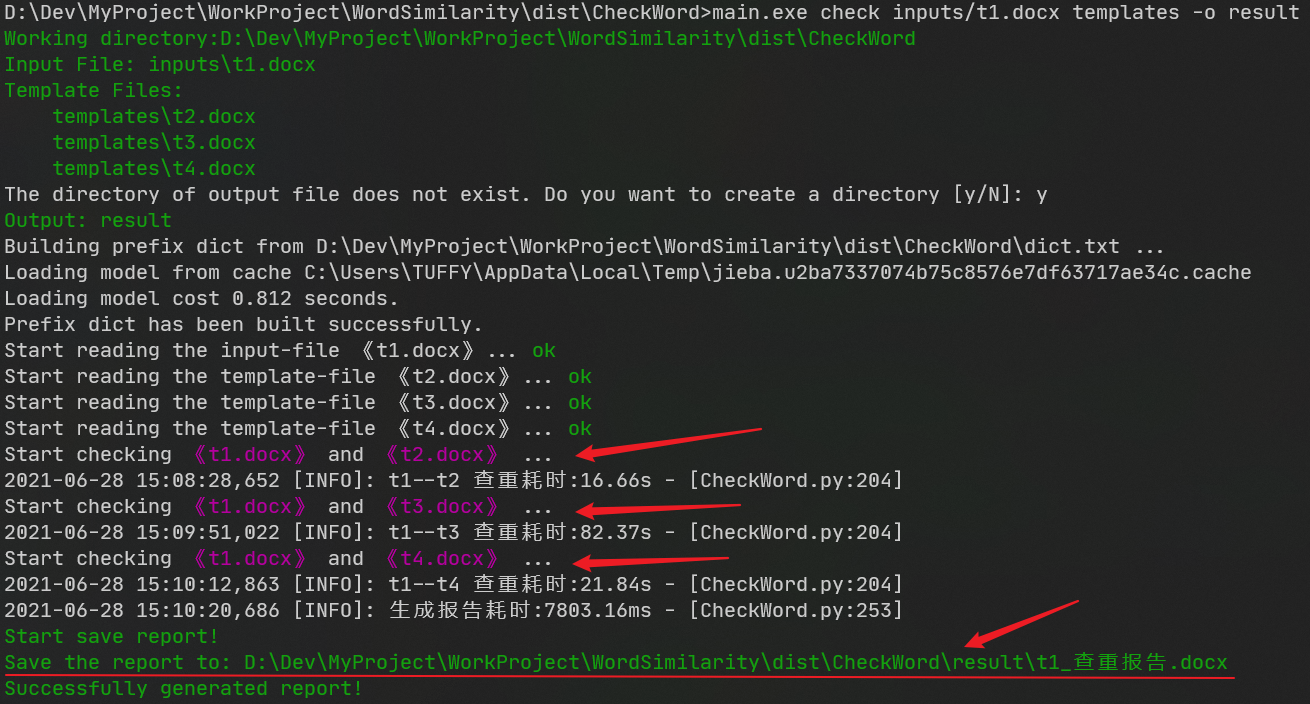 D:\Dev\MyProject\WorkProject\WordSimilarity\dist\CheckWord>main.exe check inputs/t1.docx templates -o result
Working directory:D:\Dev\MyProject\WorkProject\WordSimilarity\dist\CheckWord
Input File: inputs\t1.docx
Template Files:
    templates\t2.docx
    templates\t3.docx
    templates\t4.docx
The directory of output file does not exist. Do you want to create a directory [y/N]: y
Output: result
Building prefix dict from D:\Dev\MyProject\WorkProject\WordSimilarity\dist\CheckWord\dict.txt ...
Loading model from cache C:\Users\TUFFY\AppData\Local\Temp\jieba.u2ba7337074b75c8576e7df63717ae34c.cache
Loading model cost 0.812 seconds.
Prefix dict has been built successfully.
Start reading the input-file 《t1.docx》... ok
Start reading the template-file 《t2.docx》... ok
Start reading the template-file 《t3.docx》... ok
Start reading the template-file 《t4.docx》... ok
Start checking 《t1.docx》 and 《t2.docx》 ...
2021-06-28 15:08:28,652 [INFO]: t1--t2 查重耗时:16.66s - [CheckWord.py:204]
Start checking 《t1.docx》 and 《t3.docx》 ...
2021-06-28 15:09:51,022 [INFO]: t1--t3 查重耗时:82.37s - [CheckWord.py:204]
Start checking 《t1.docx》 and 《t4.docx》 ...
2021-06-28 15:10:12,863 [INFO]: t1--t4 查重耗时:21.84s - [CheckWord.py:204]
2021-06-28 15:10:20,686 [INFO]: 生成报告耗时:7803.16ms - [CheckWord.py:253]
Start save report!
Save the report to: D:\Dev\MyProject\WorkProject\WordSimilarity\dist\CheckWord\result\t1_查重报告.docx
Successfully generated report!